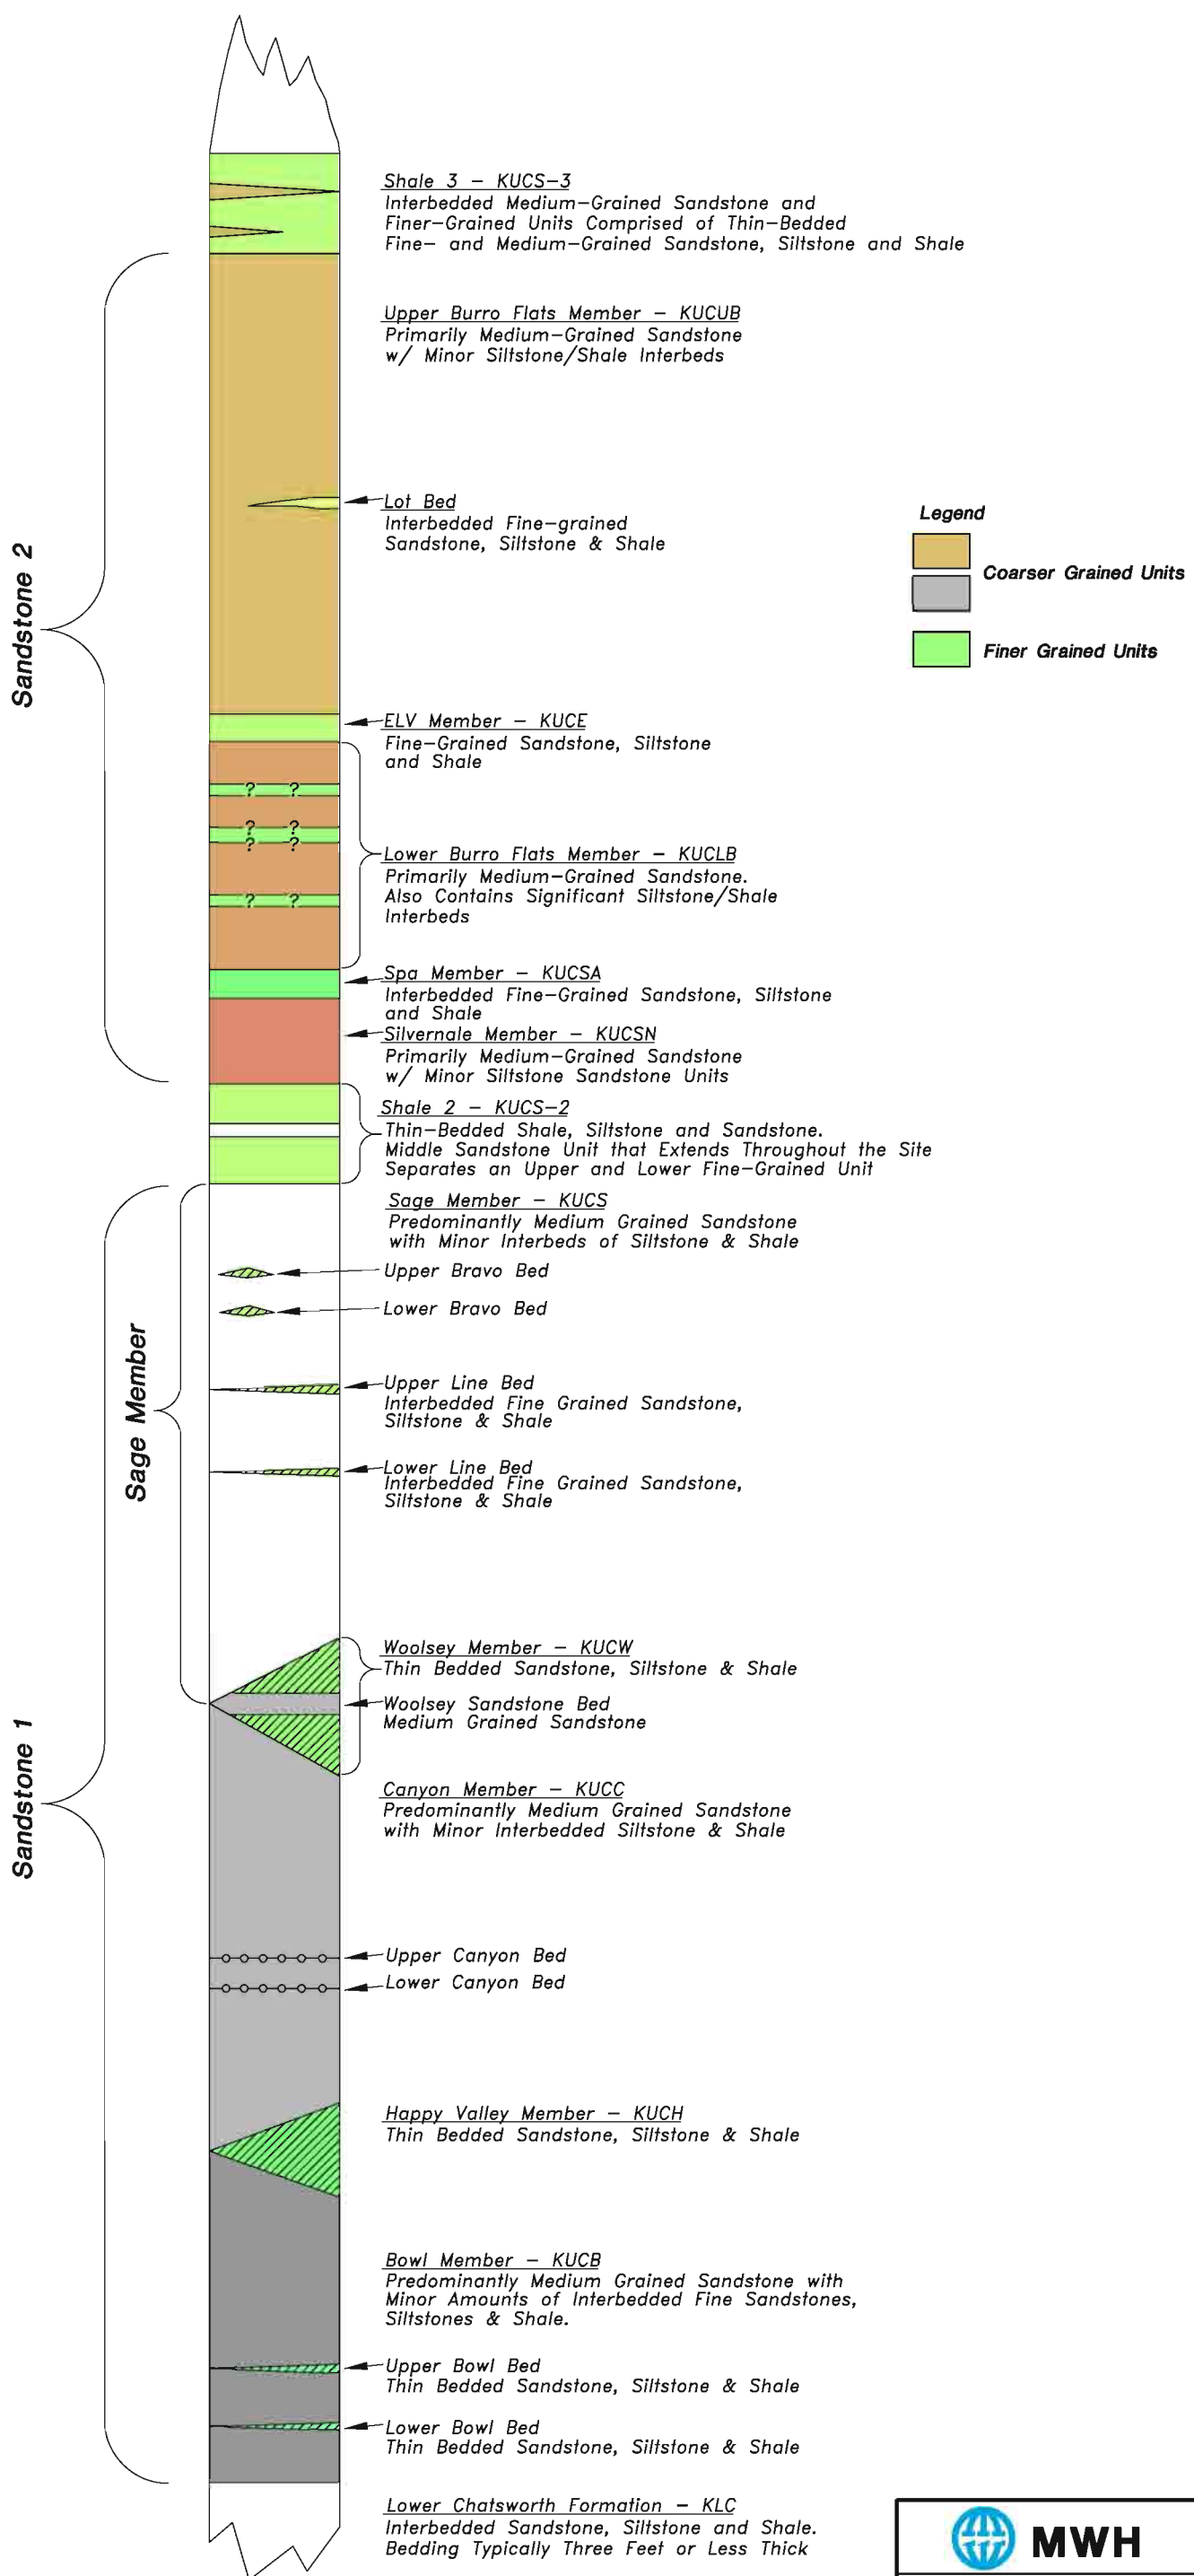 Shale 3 – KUCS–3
Interbedded Medium–Grained Sandstone and
Finer–Grained Units Comprised of Thin–Bedded
Fine– and Medium–Grained Sandstone, Siltstone and Shale
Upper Burro Flats Member – KUCUB
Primarily Medium–Grained Sandstone
w/ Minor Siltstone/Shale Interbeds
Lot Bed
Interbedded Fine–grained
Sandstone, Siltstone & Shale
Legend
Coarser Grained Units
Finer Grained Units
Sandstone 2
ELV Member – KUCE
Fine–Grained Sandstone, Siltstone
and Shale
? ?
? ?
? ?
Lower Burro Flats Member – KUCLB
Primarily Medium–Grained Sandstone.
Also Contains Significant Siltstone/Shale
Interbeds
? ?
Spa Member – KUCSA
Interbedded Fine–Grained Sandstone, Siltstone
and Shale
Silvernale Member – KUCSN
Primarily Medium–Grained Sandstone
w/ Minor Siltstone Sandstone Units
Shale 2 – KUCS–2
Thin–Bedded Shale, Siltstone and Sandstone.
Middle Sandstone Unit that Extends Throughout the Site
Separates an Upper and Lower Fine–Grained Unit
Sage Member – KUCS
Predominantly Medium Grained Sandstone
with Minor Interbeds of Siltstone & Shale
Upper Bravo Bed
Lower Bravo Bed
Sage Member
Upper Line Bed
Interbedded Fine Grained Sandstone,
Siltstone & Shale
Lower Line Bed
Interbedded Fine Grained Sandstone,
Siltstone & Shale
Woolsey Member – KUCW
Thin Bedded Sandstone, Siltstone & Shale
Woolsey Sandstone Bed
Medium Grained Sandstone
Sandstone 1
Canyon Member – KUCC
Predominantly Medium Grained Sandstone
with Minor Interbedded Siltstone & Shale
Upper Canyon Bed
Lower Canyon Bed
Happy Valley Member – KUCH
Thin Bedded Sandstone, Siltstone & Shale
Bowl Member – KUCB
Predominantly Medium Grained Sandstone with
Minor Amounts of Interbedded Fine Sandstones,
Siltstones & Shale.
Upper Bowl Bed
Thin Bedded Sandstone, Siltstone & Shale
Lower Bowl Bed
Thin Bedded Sandstone, Siltstone & Shale
Lower Chatsworth Formation – KLC
Interbedded Sandstone, Siltstone and Shale.
Bedding Typically Three Feet or Less Thick
MWH